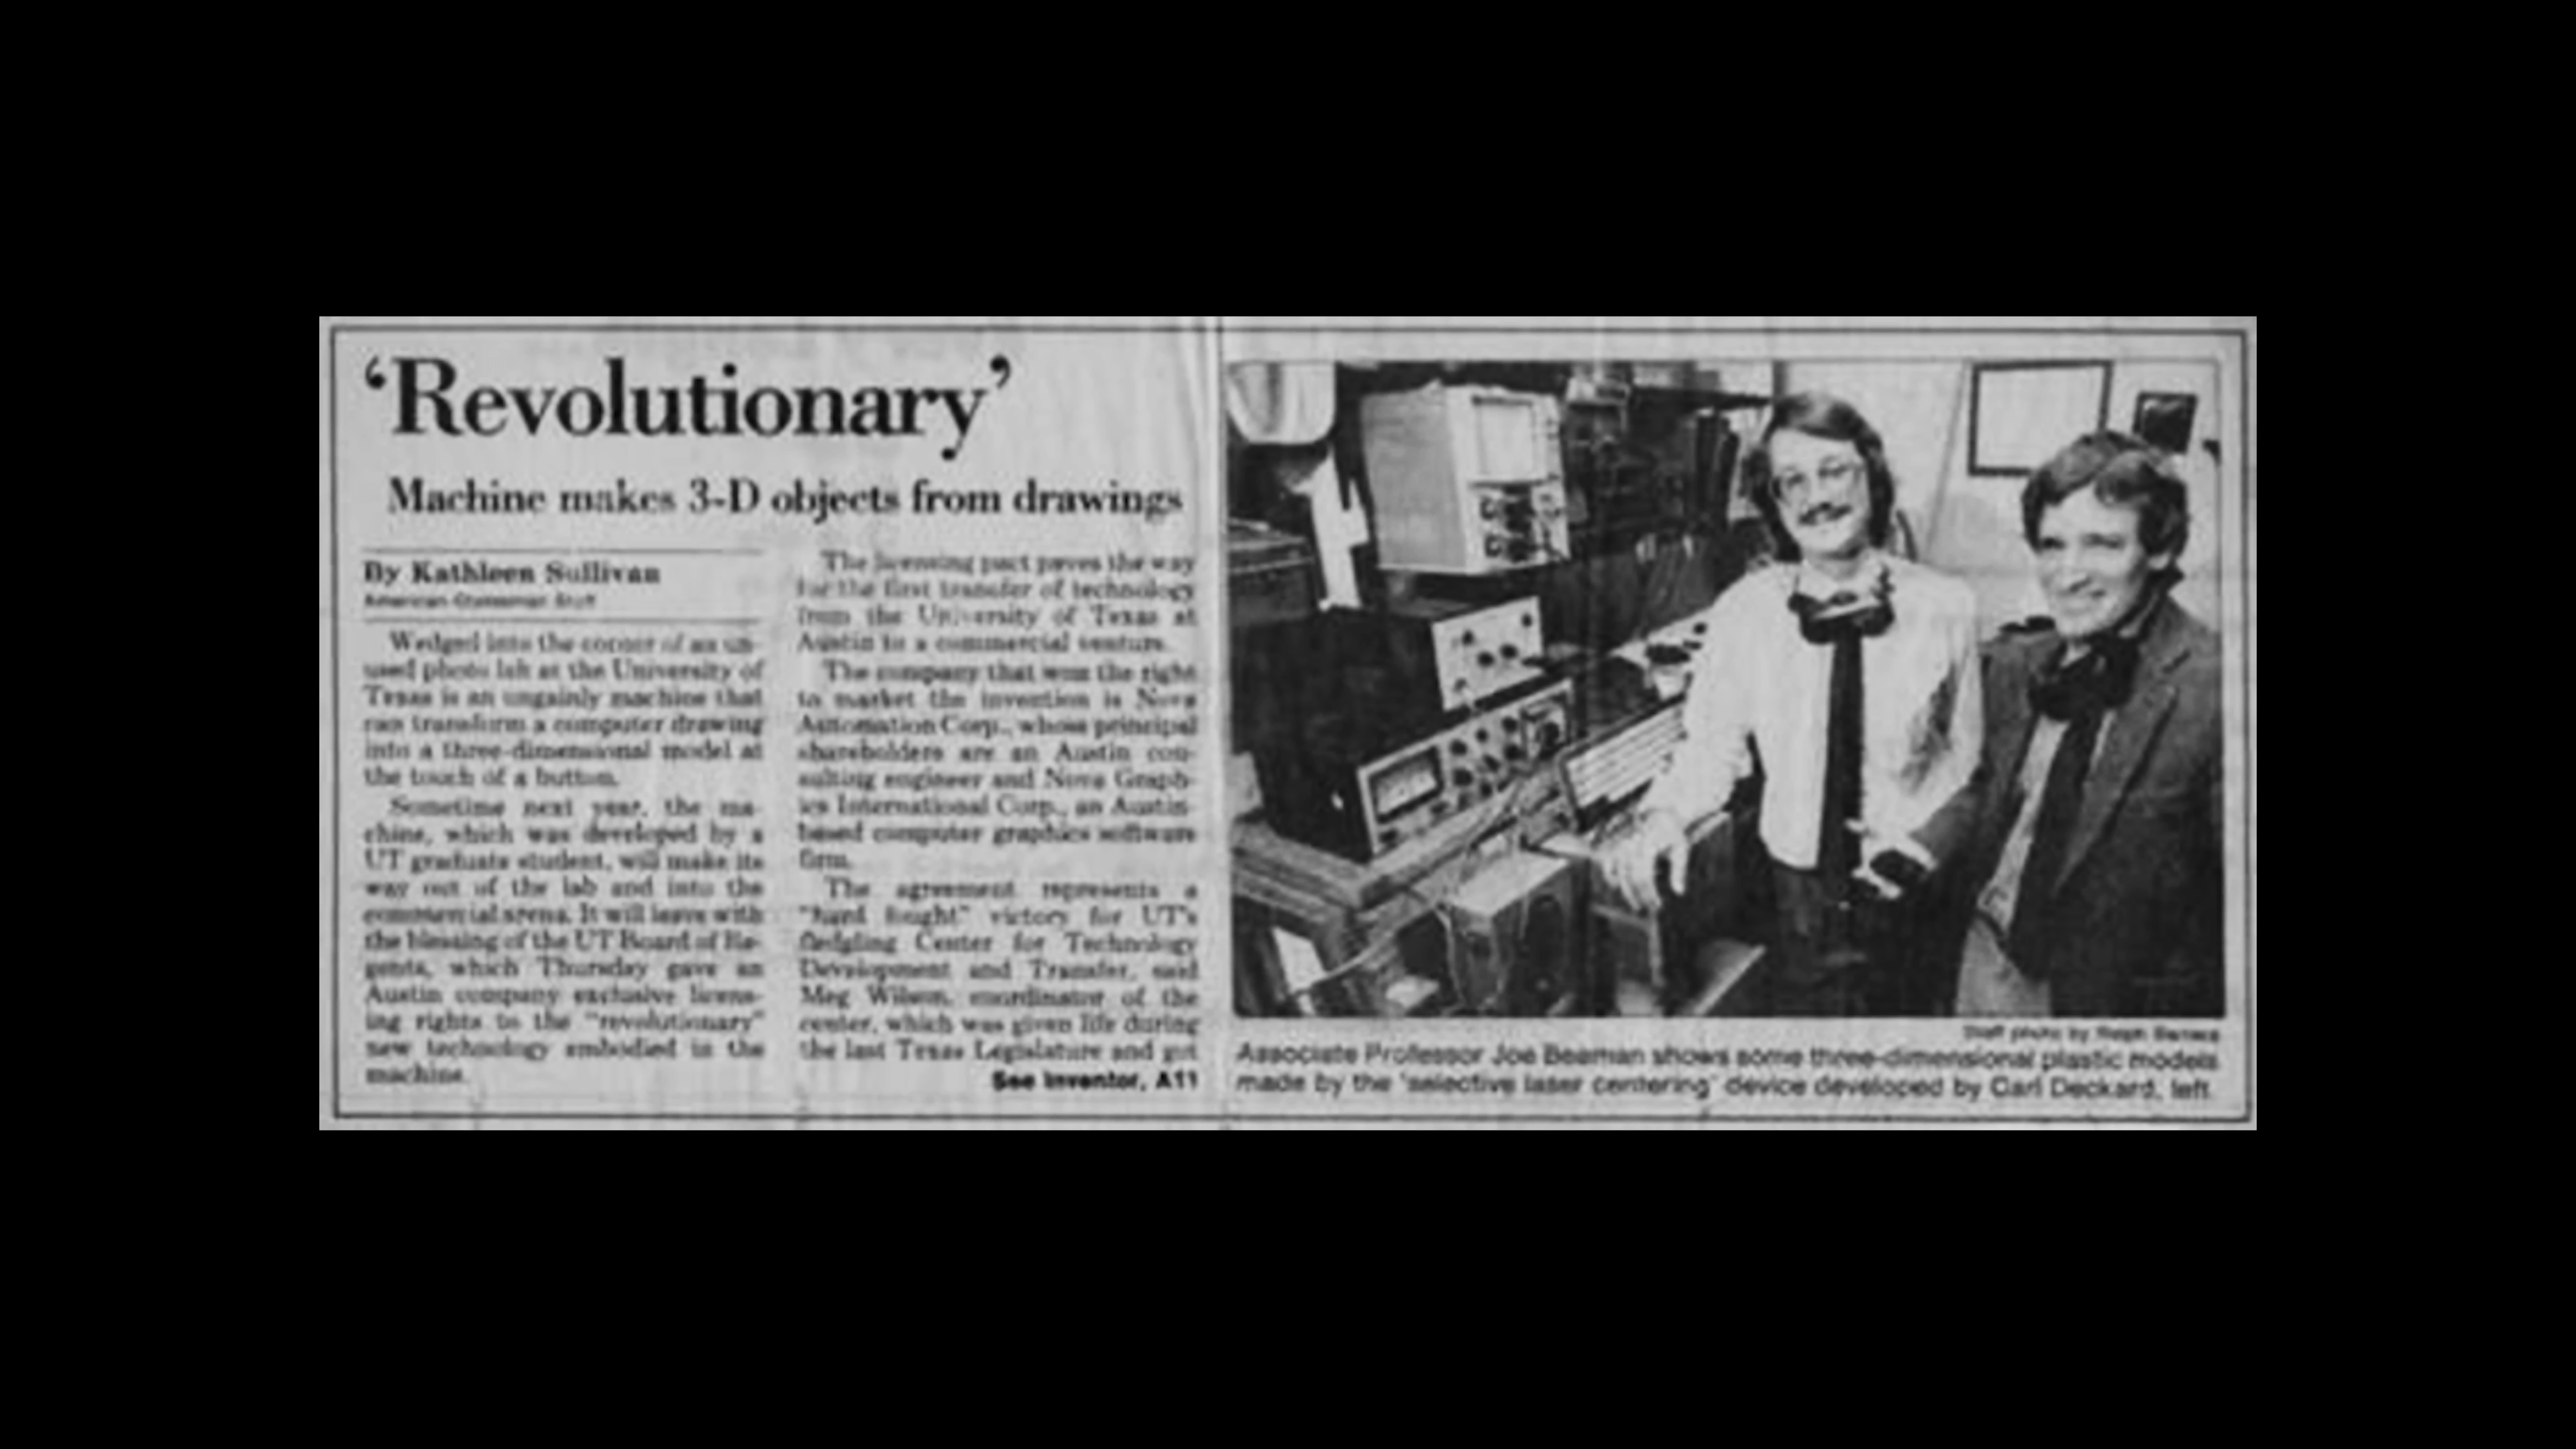 ‘Revolutionary’
Machine makes 3-D objects from drawings
By Kathleen Sullivan
American-Statesman Staff
Wedged into the corner of an un-
used photo lab at the University of
Texas is an ungainly machine that
can transform a computer drawing
into a three-dimensional model at
the touch of a button.
Sometime next year, the ma-
chine, which was developed by a
UT graduate student, will make its
way out of the lab and into the
commercial arena. It will leave with
the blessing of the UT Board of Re-
gents, which Thursday gave an
Austin company exclusive licens-
ing rights to the “revolutionary”
new technology embodied in the
machine.
The licensing pact paves the way
for the first transfer of technology
from the University of Texas at
Austin to a commercial venture.
The company that won the right
to market the invention is Nova
Automation Corp., whose principal
shareholders are an Austin con-
sulting engineer and Nova Graph-
ics International Corp., an Austin-
based computer graphics software
firm.
The agreement represents a
“hard fought” victory for UT's
fledgling Center for Technology
Development and Transfer, said
Meg Wilson, coordinator of the
center, which was given life during
the last Texas Legislature and got
See Inventor, A11
Staff photo by Ralph
Associate Professor Joe Beaman shows some three-dimensional plastic models
made by the ‘selective laser centering’ device developed by Carl Deckard, left.